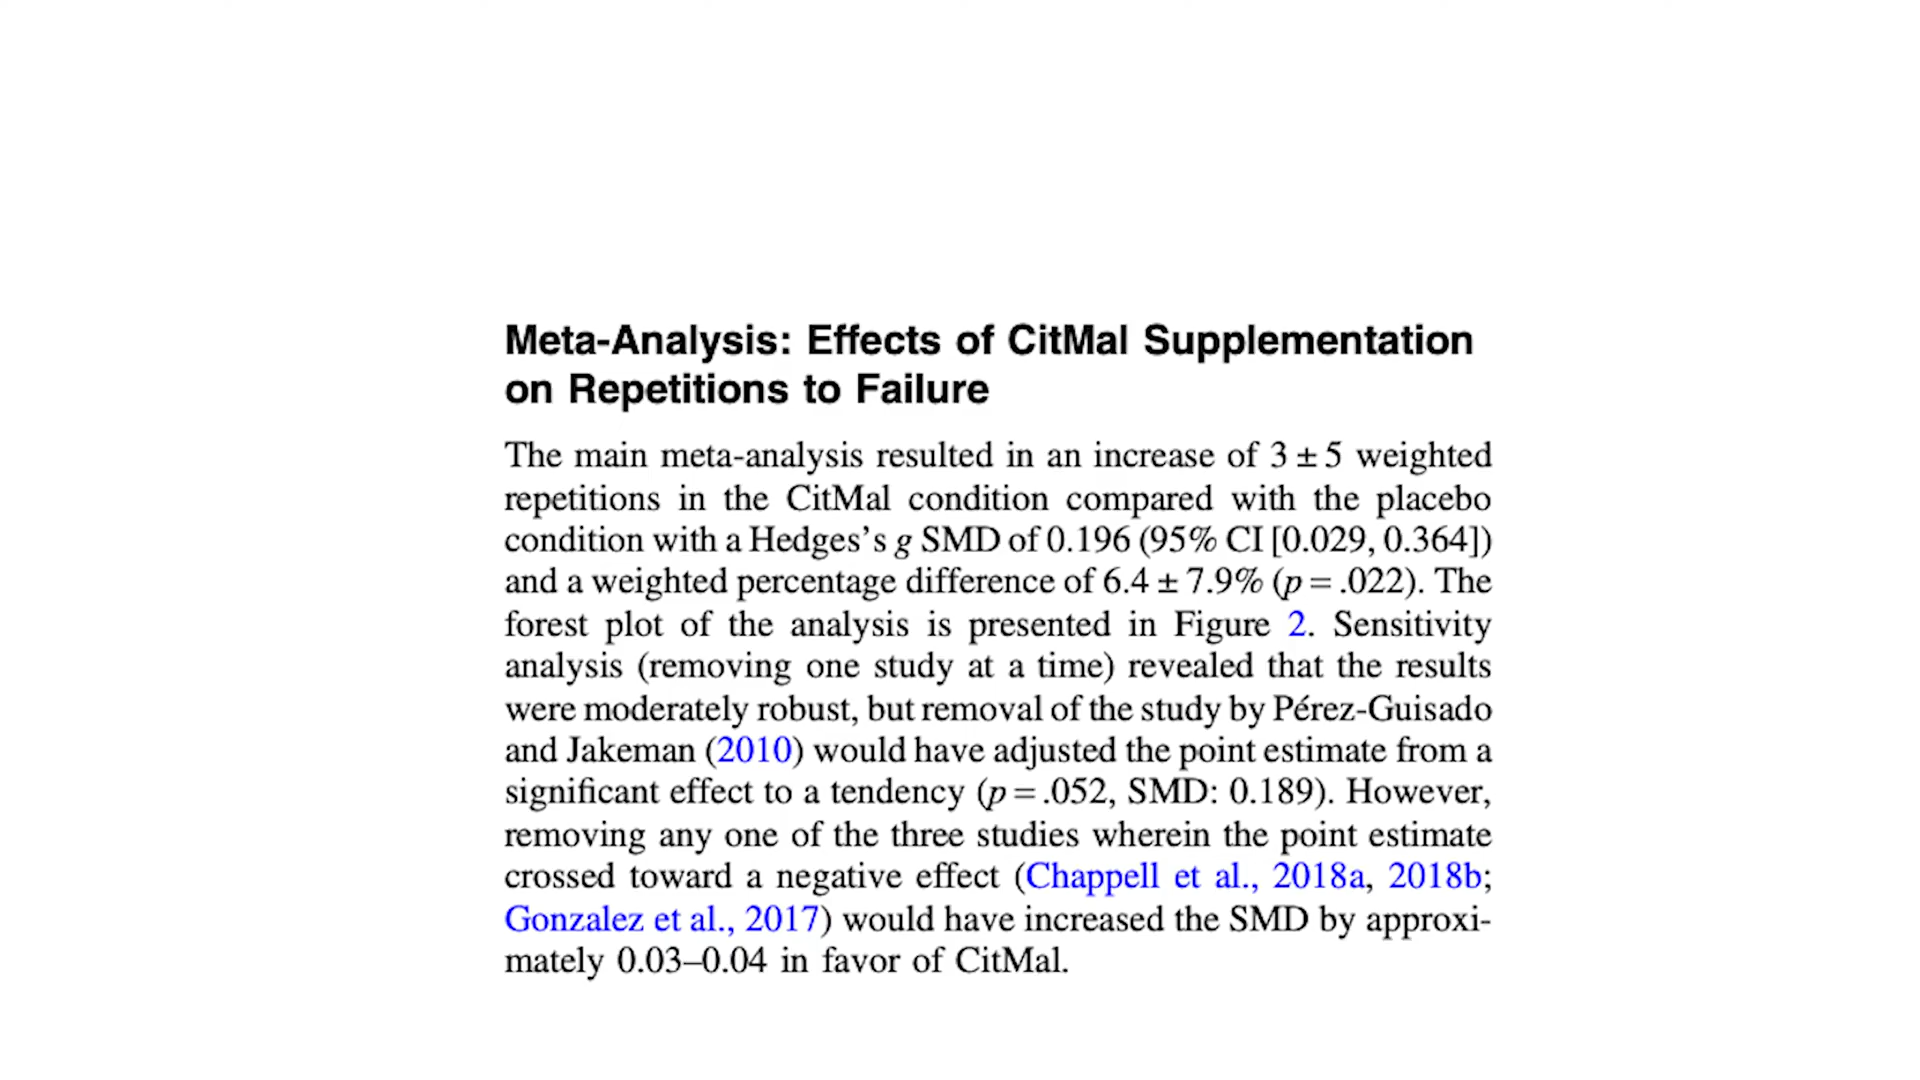 Meta-Analysis: Effects of CitMal Supplementation
on Repetitions to Failure
The main meta-analysis resulted in an increase of 3 ± 5 weighted
repetitions in the CitMal condition compared with the placebo
condition with a Hedges's g SMD of 0.196 (95% CI [0.029, 0.364])
and a weighted percentage difference of 6.4 ± 7.9% (p = .022). The
forest plot of the analysis is presented in Figure 2. Sensitivity
analysis (removing one study at a time) revealed that the results
were moderately robust, but removal of the study by Pérez-Guisado
and Jakeman (2010) would have adjusted the point estimate from a
significant effect to a tendency (p = .052, SMD: 0.189). However,
removing any one of the three studies wherein the point estimate
crossed toward a negative effect (Chappell et al., 2018a, 2018b;
Gonzalez et al., 2017) would have increased the SMD by approxi-
mately 0.03–0.04 in favor of CitMal.